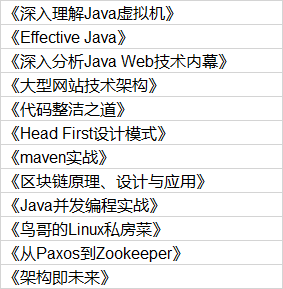 《深入理解Java虚拟机》
《Effective Java》
《深入分析Java Web技术内幕》
《大型网站技术架构》
《代码整洁之道》
《Head First设计模式》
《maven实战》
《区块链原理、设计与应用》
《Java并发编程实战》
《鸟哥的Linux私房菜》
《从Paxos到Zookeeper》
《架构即未来》